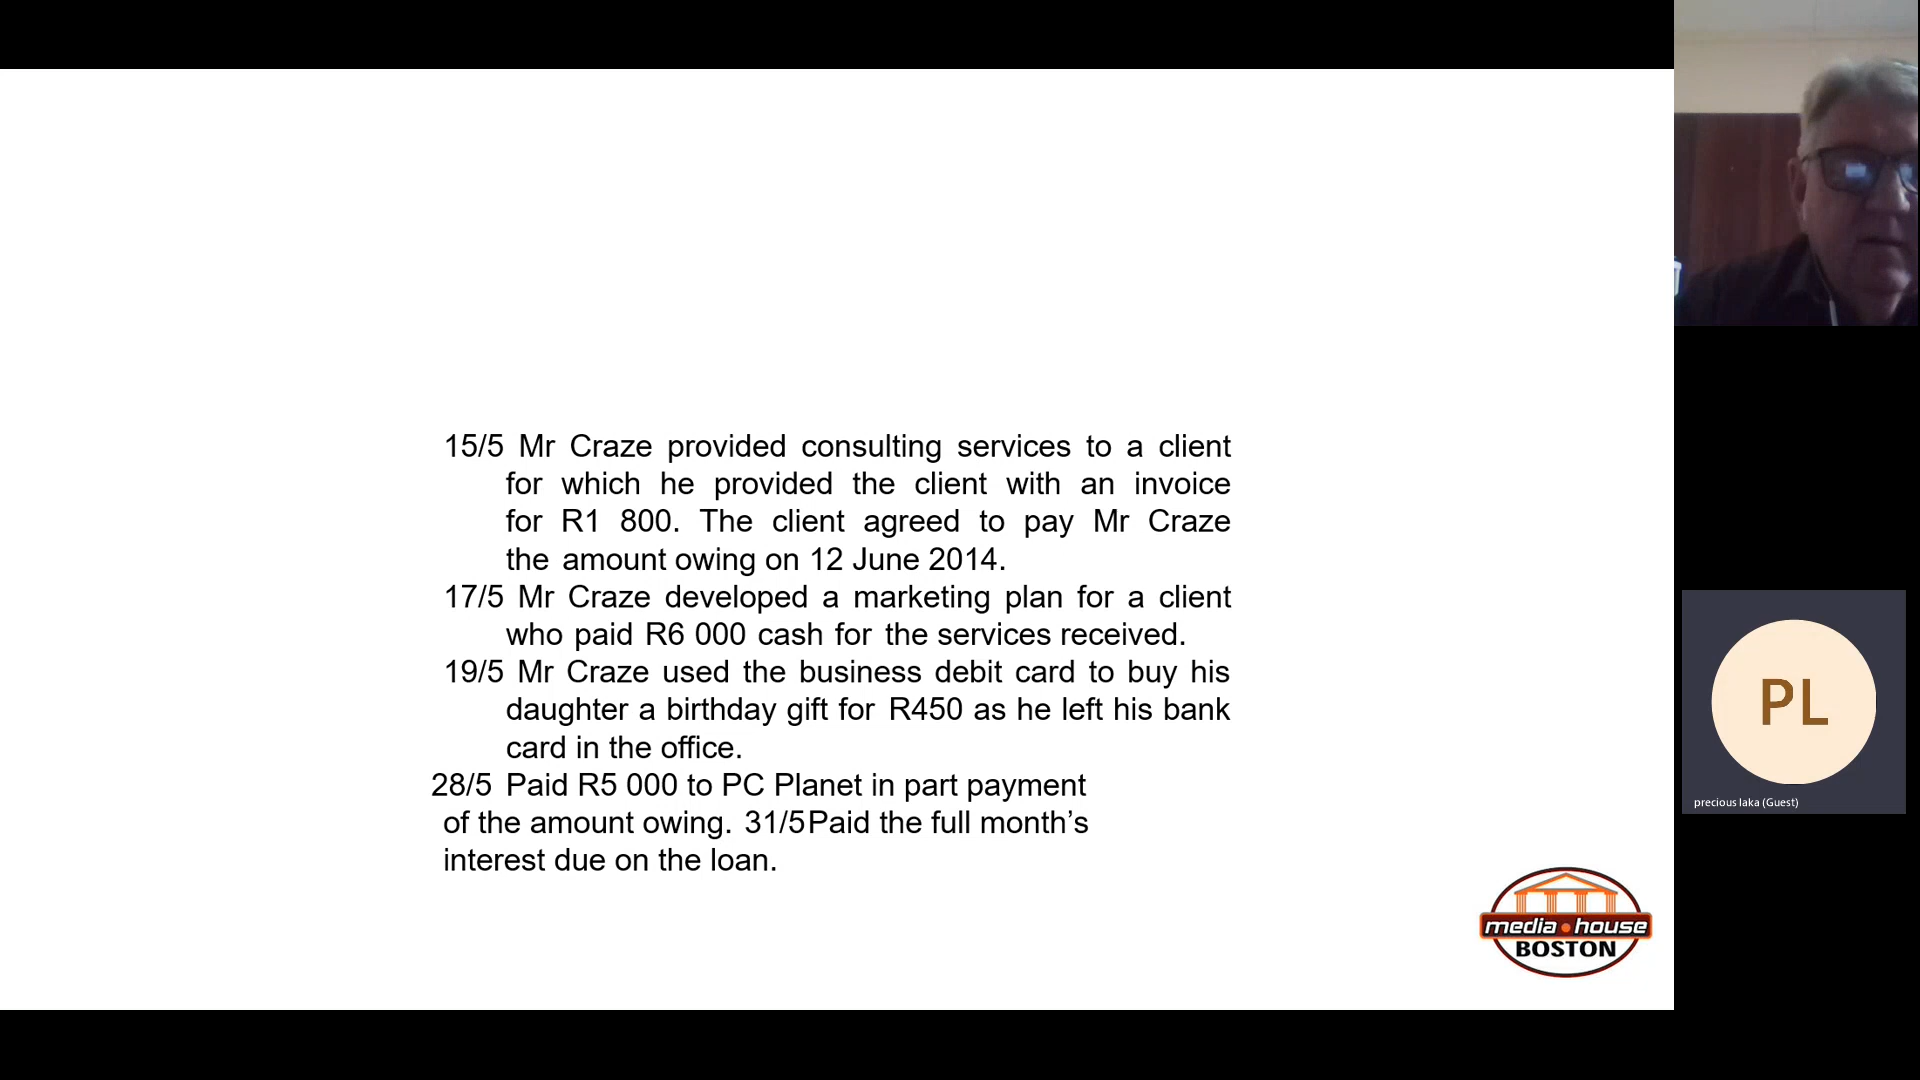 15/5 Mr Craze provided consulting services to a client
for which he provided the client with an invoice
for R1 800. The client agreed to pay Mr Craze
the amount owing on 12 June 2014.
17/5 Mr Craze developed a marketing plan for a client
who paid R6 000 cash for the services received.
19/5 Mr Craze used the business debit card to buy his
daughter a birthday gift for R450 as he left his bank
card in the office.
28/5 Paid R5 000 to PC Planet in part payment
of the amount owing. 31/5Paid the full month’s
interest due on the loan.
media•house
BOSTON
PL
precious laka (Guest)